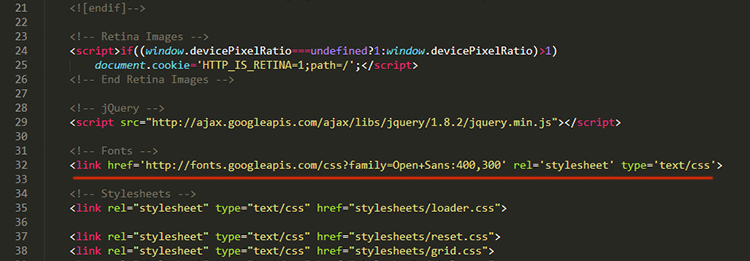 21 <![endif]-->
22
23 <!-- Retina Images -->
24 <script>if((window.devicePixelRatio===undefined?1:window.devicePixelRatio)>1)
25 document.cookie='HTTP_IS_RETINA=1;path=/';</script>
26 <!-- End Retina Images -->
27
28 <!-- jQuery -->
29 <script src="http://ajax.googleapis.com/ajax/libs/jquery/1.8.2/jquery.min.js"></script>
30
31 <!-- Fonts -->
32 <link href='http://fonts.googleapis.com/css?family=Open+Sans:400,300' rel='stylesheet' type='text/css'>
33
34 <!-- Stylesheets -->
35 <link rel="stylesheet" type="text/css" href="stylesheets/loader.css">
36
37 <link rel="stylesheet" type="text/css" href="stylesheets/reset.css">
38 <link rel="stylesheet" type="text/css" href="stylesheets/grid.css">